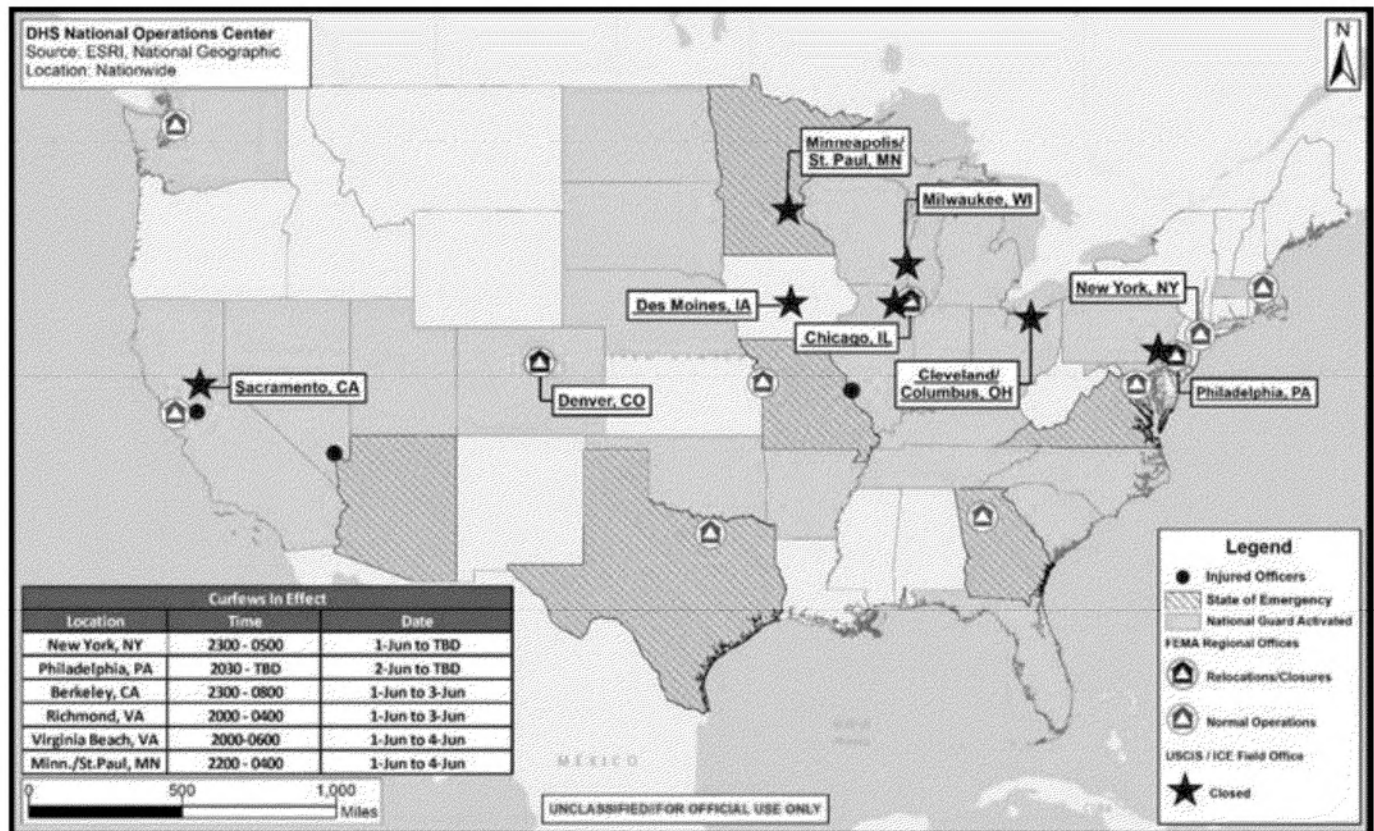 DHS National Operations Center
Source: ESRI, National Geographic
Location: Nationwide
N
Minneapolis/
St. Paul, MN
Milwaukee, WI
New York, NY
Des Moines, IA
Chicago, IL
Cleveland/
Columbus, OH
Philadelphia, PA
Sacramento, CA
Denver, CO
Curfews In Effect
Location Time Date
New York, NY 2300 - 0500 1-Jun to TBD
Philadelphia, PA 2030 - TBD 2-Jun to TBD
Berkeley, CA 2300 - 0800 1-Jun to 3-Jun
Richmond, VA 2000 - 0400 1-Jun to 3-Jun
Virginia Beach, VA 2000-0600 1-Jun to 4-Jun
Minn./St.Paul, MN 2200 - 0400 1-Jun to 4-Jun
0 500 1,000
Miles
MÉXICO
UNCLASSIFIED//FOR OFFICIAL USE ONLY
Legend
Injured Officers
State of Emergency
National Guard Activated
FEMA Regional Offices
Relocations/Closures
Normal Operations
USCIS / ICE Field Office
Closed